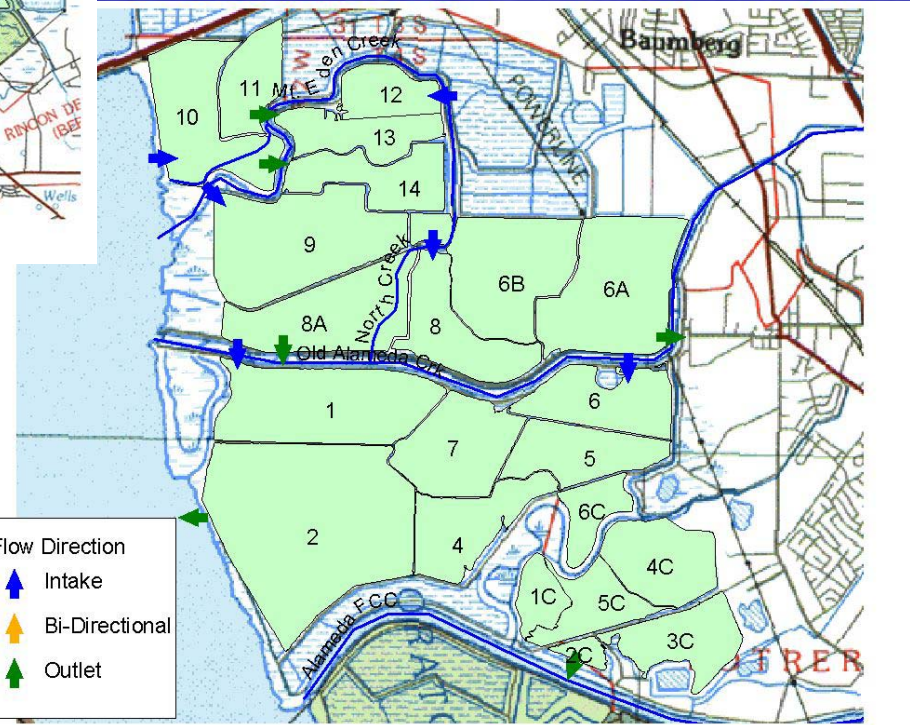 RINCON DE
Wells
Baumberg
POWERLINE
Mt. Eden Creek
11
10
12
13
14
9
North Creek
6B
6A
8A
8
Old Alameda Crk
1
6
7
5
6C
2
4
4C
1C
5C
3C
2C
Alameda FCC
Flow Direction
Intake
Bi-Directional
Outlet